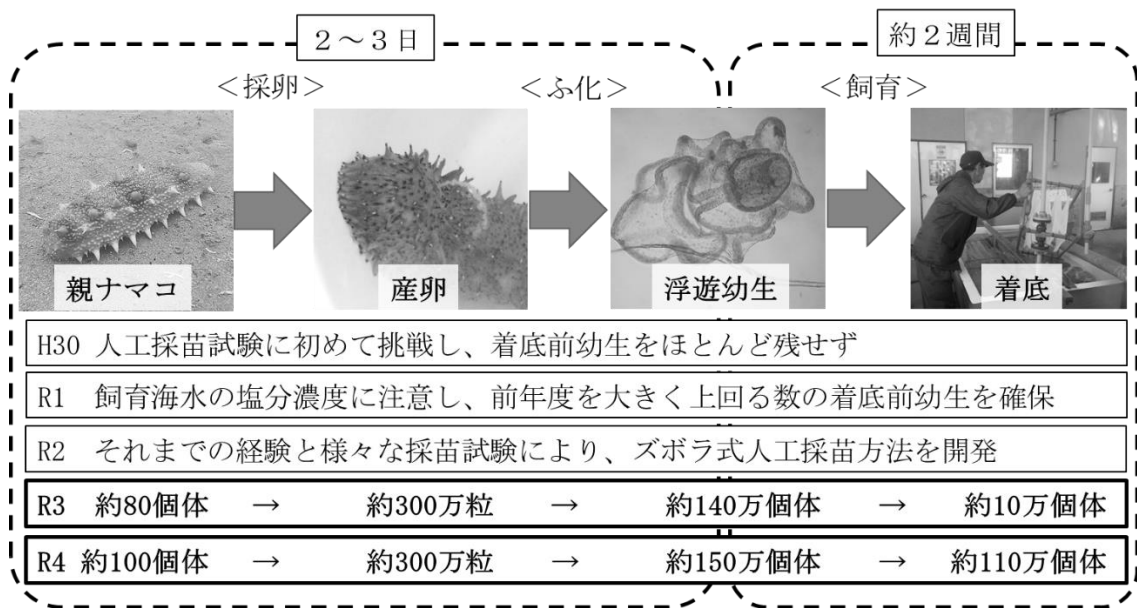 2~3日
約2週間
<採卵>
<ふ化>
<飼育>
親ナマコ
産卵
浮遊幼生
着底
H30 人工採苗試験に初めて挑戦し、着底前幼生をほとんど残せず
R1 飼育海水の塩分濃度に注意し、前年度を大きく上回る数の着底前幼生を確保
R2 それまでの経験と様々な採苗試験により、ズボラ式人工採苗方法を開発
R3 約80個体 → 約300万粒 → 約140万個体 → 約10万個体
R4 約100個体 → 約300万粒 → 約150万個体 → 約110万個体